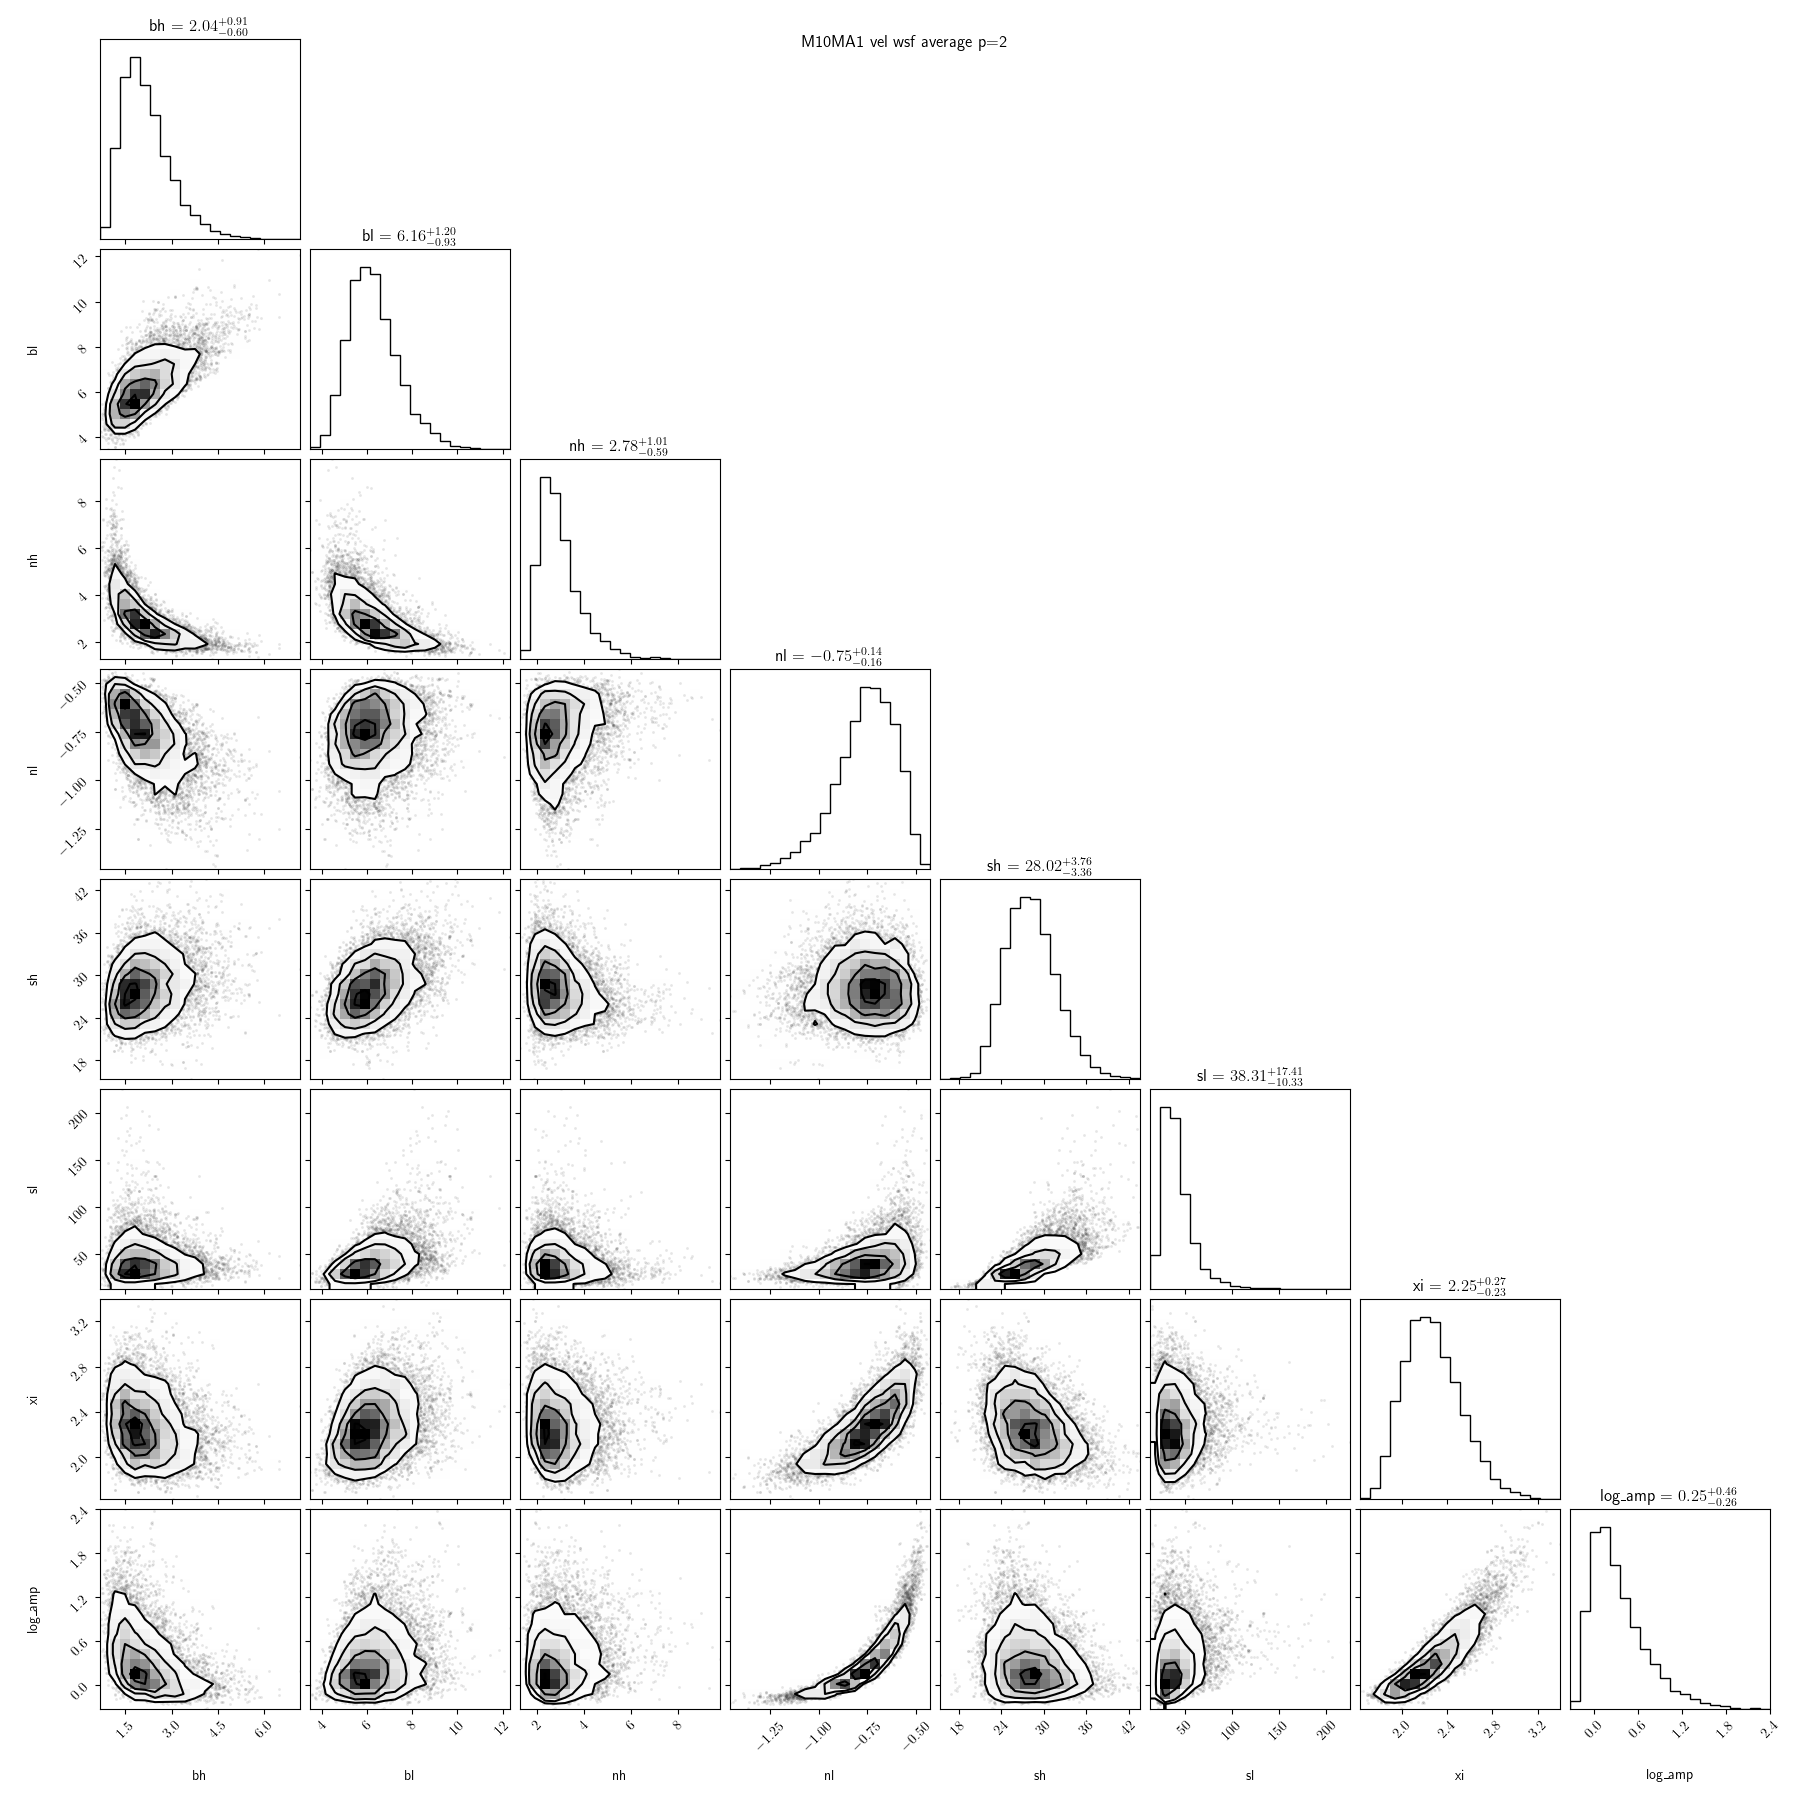 bh = 2.04 +0.91 −0.60
M10MA1 vel wsf average p=2
bl = 6.16 +1.20 −0.93
12
10
8
6
4
bl
nh = 2.78 +1.01 −0.59
8
6
4
2
nh
nl = −0.75 +0.14 −0.16
−0.50
−0.75
−1.00
−1.25
nl
sh = 28.02 +3.76 −3.36
42
36
30
24
18
sh
sl = 38.31 +17.41 −10.33
200
150
100
50
sl
xi = 2.25 +0.27 −0.23
3.2
2.8
2.4
2.0
xi
log_amp = 0.25 +0.46 −0.26
2.4
1.8
1.2
0.6
0.0
log_amp
1.5 3.0 4.5 6.0 4 6 8 10 12 2 4 6 8 −1.25 −1.00 −0.75 −0.50 18 24 30 36 42 50 100 150 200 2.0 2.4 2.8 3.2 0.0 0.6 1.2 1.8 2.4
bh bl nh nl sh sl xi log_amp